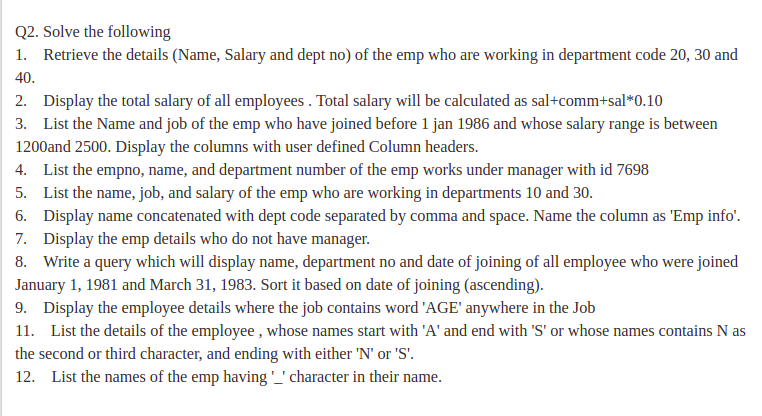 Q2. Solve the following
1. Retrieve the details (Name, Salary and dept no) of the emp who are working in department code 20, 30 and
40.
2. Display the total salary of all employees . Total salary will be calculated as sal+comm+sal*0.10
3. List the Name and job of the emp who have joined before 1 jan 1986 and whose salary range is between
1200and 2500. Display the columns with user defined Column headers.
4. List the empno, name, and department number of the emp works under manager with id 7698
5. List the name, job, and salary of the emp who are working in departments 10 and 30.
6. Display name concatenated with dept code separated by comma and space. Name the column as 'Emp info'.
7. Display the emp details who do not have manager.
8. Write a query which will display name, department no and date of joining of all employee who were joined
January 1, 1981 and March 31, 1983. Sort it based on date of joining (ascending).
9. Display the employee details where the job contains word 'AGE' anywhere in the Job
11. List the details of the employee , whose names start with 'A' and end with 'S' or whose names contains N as
the second or third character, and ending with either 'N' or 'S'.
12. List the names of the emp having '_' character in their name.